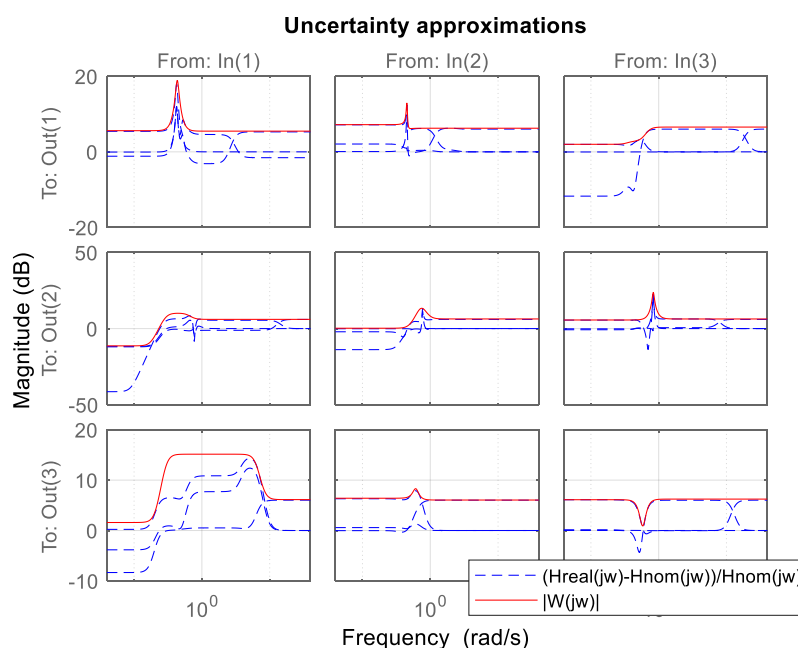 Uncertainty approximations
From: In(1) From: In(2) From: In(3)
To: Out(1)
20
0
-20
To: Out(2)
50
0
-50
To: Out(3)
20
10
0
-10
Magnitude (dB)
(Hreal(jw)-Hnom(jw))/Hnom(jw)
|W(jw)|
10^0 10^0
Frequency (rad/s)